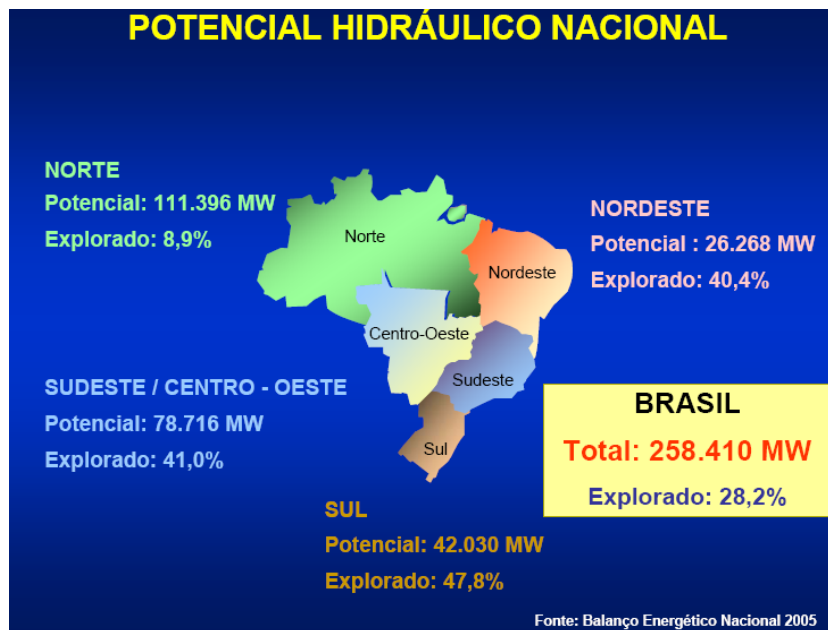 POTENCIAL HIDRÁULICO NACIONAL
NORTE
Potencial: 111.396 MW
Explorado: 8,9%
NORDESTE
Potencial : 26.268 MW
Explorado: 40,4%
Norte
Nordeste
Centro-Oeste
Sudeste
Sul
SUDESTE / CENTRO - OESTE
Potencial: 78.716 MW
Explorado: 41,0%
BRASIL
Total: 258.410 MW
Explorado: 28,2%
SUL
Potencial: 42.030 MW
Explorado: 47,8%
Fonte: Balanço Energético Nacional 2005